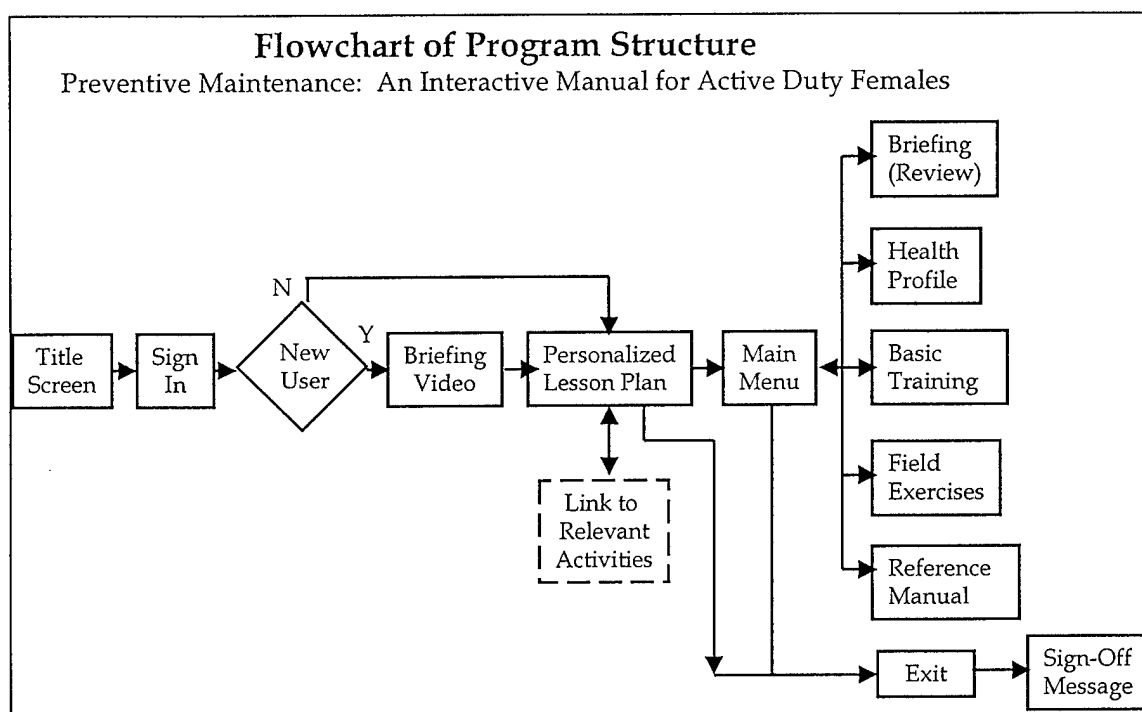 Flowchart of Program Structure
Preventive Maintenance: An Interactive Manual for Active Duty Females
Title
Screen
Sign
In
New
User
N
Y
Briefing
Video
Personalized
Lesson Plan
Link to
Relevant
Activities
Main
Menu
Briefing
(Review)
Health
Profile
Basic
Training
Field
Exercises
Reference
Manual
Exit
Sign-Off
Message